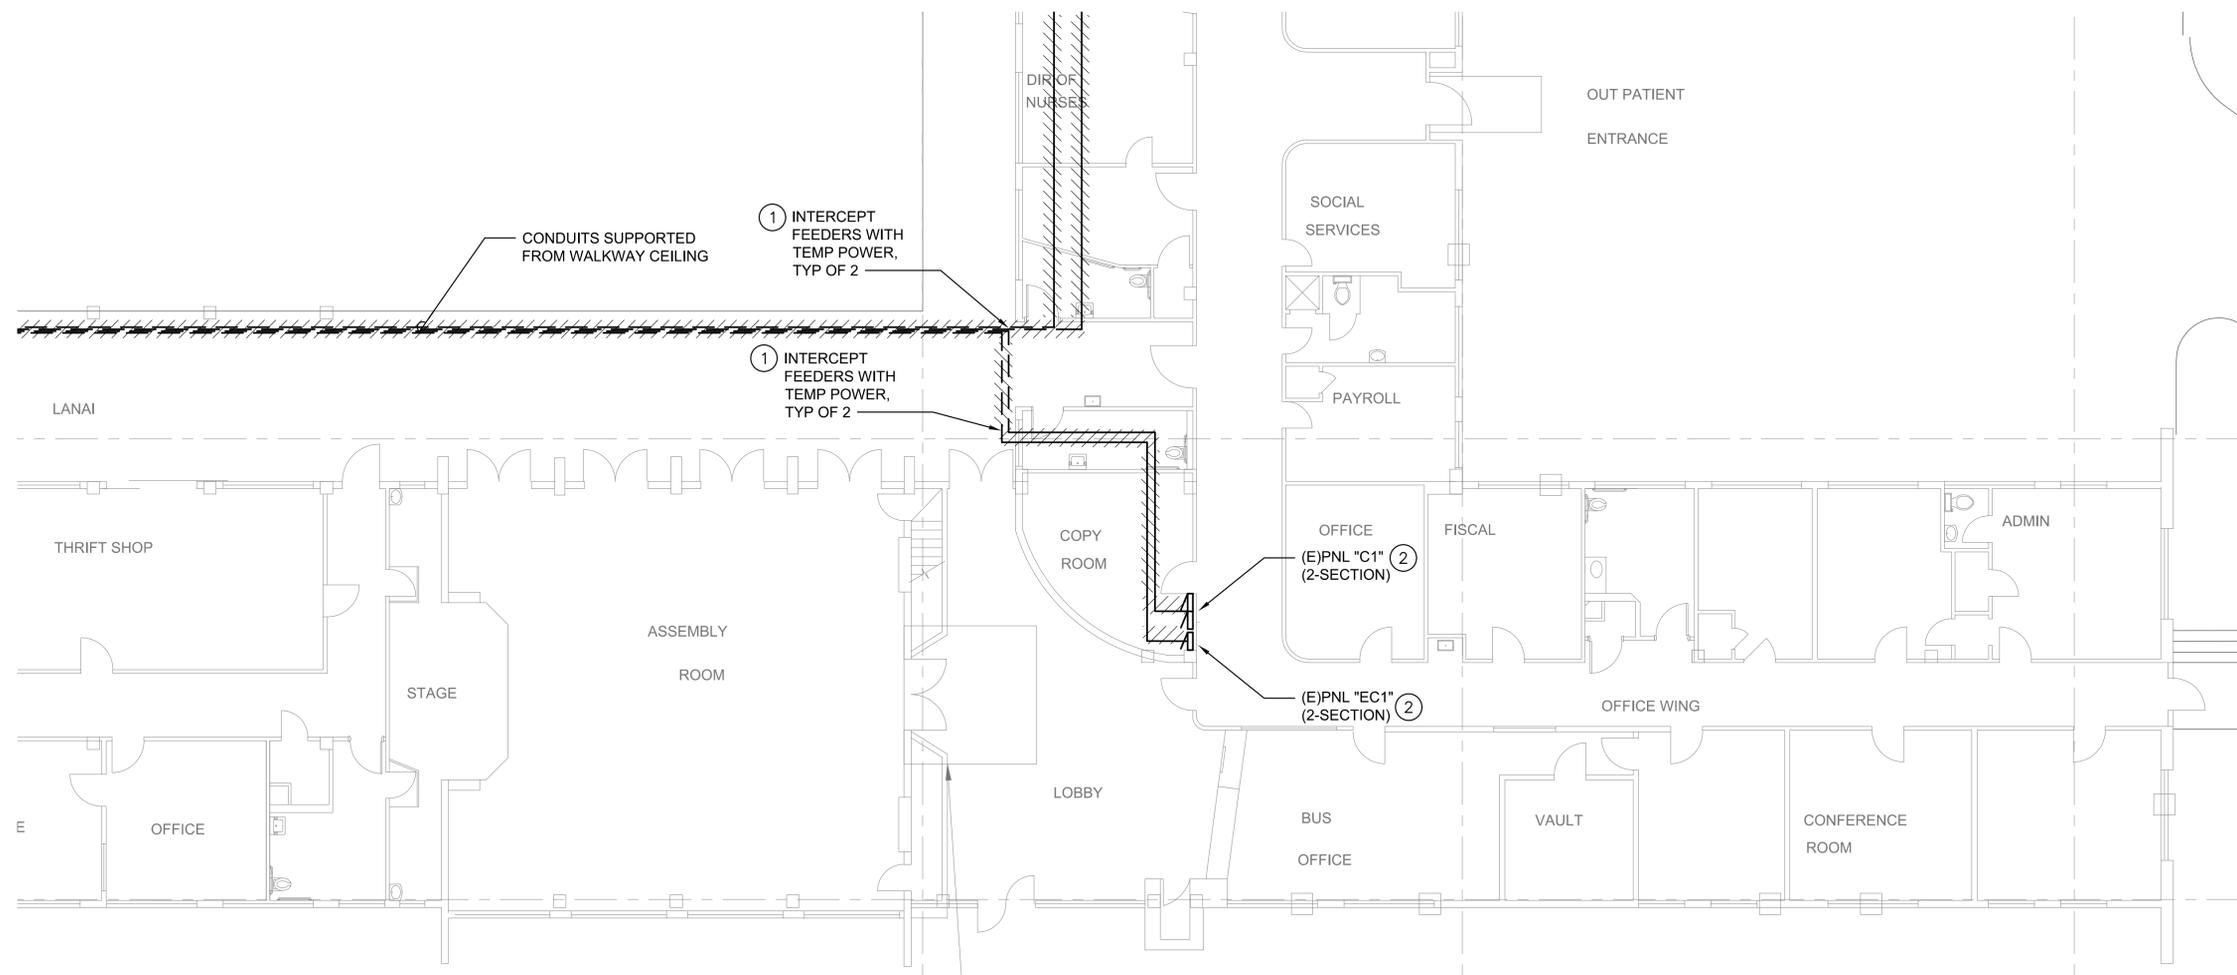 DIR OF
NURSES
OUT PATIENT
ENTRANCE
SOCIAL
SERVICES
1 INTERCEPT
FEEDERS WITH
TEMP POWER,
TYP OF 2
CONDUITS SUPPORTED
FROM WALKWAY CEILING
1 INTERCEPT
FEEDERS WITH
TEMP POWER,
TYP OF 2
LANAI
PAYROLL
THRIFT SHOP
COPY
ROOM
OFFICE
FISCAL
ADMIN
(E)PNL "C1" 2
(2-SECTION)
ASSEMBLY
ROOM
STAGE
(E)PNL "EC1" 2
(2-SECTION)
OFFICE WING
LOBBY
E
OFFICE
BUS
OFFICE
VAULT
CONFERENCE
ROOM